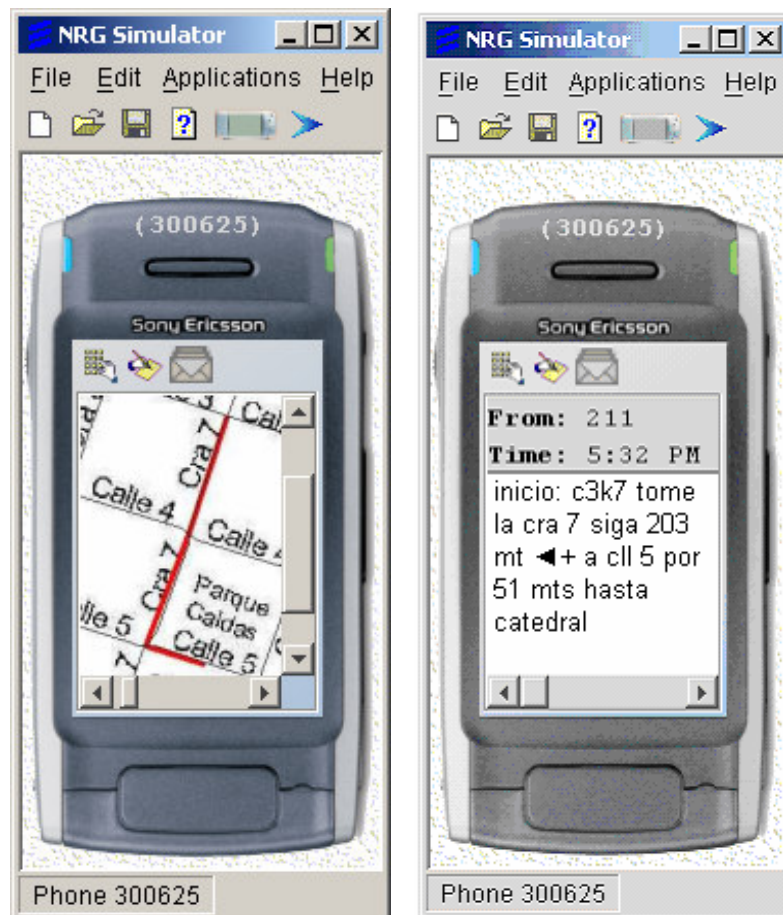 NRG Simulator
File Edit Applications Help
(300625)
Sony Ericsson
Cra 7
Calle 4
Calle
Cra 7
Parque
Caldas
lle 5
Calle 5
7
Phone 300625
NRG Simulator
File Edit Applications Help
(300625)
Sony Ericsson
From: 211
Time: 5:32 PM
inicio: c3k7 tome
la cra 7 siga 203
mt ◄+ a cll 5 por
51 mts hasta
catedral
Phone 300625